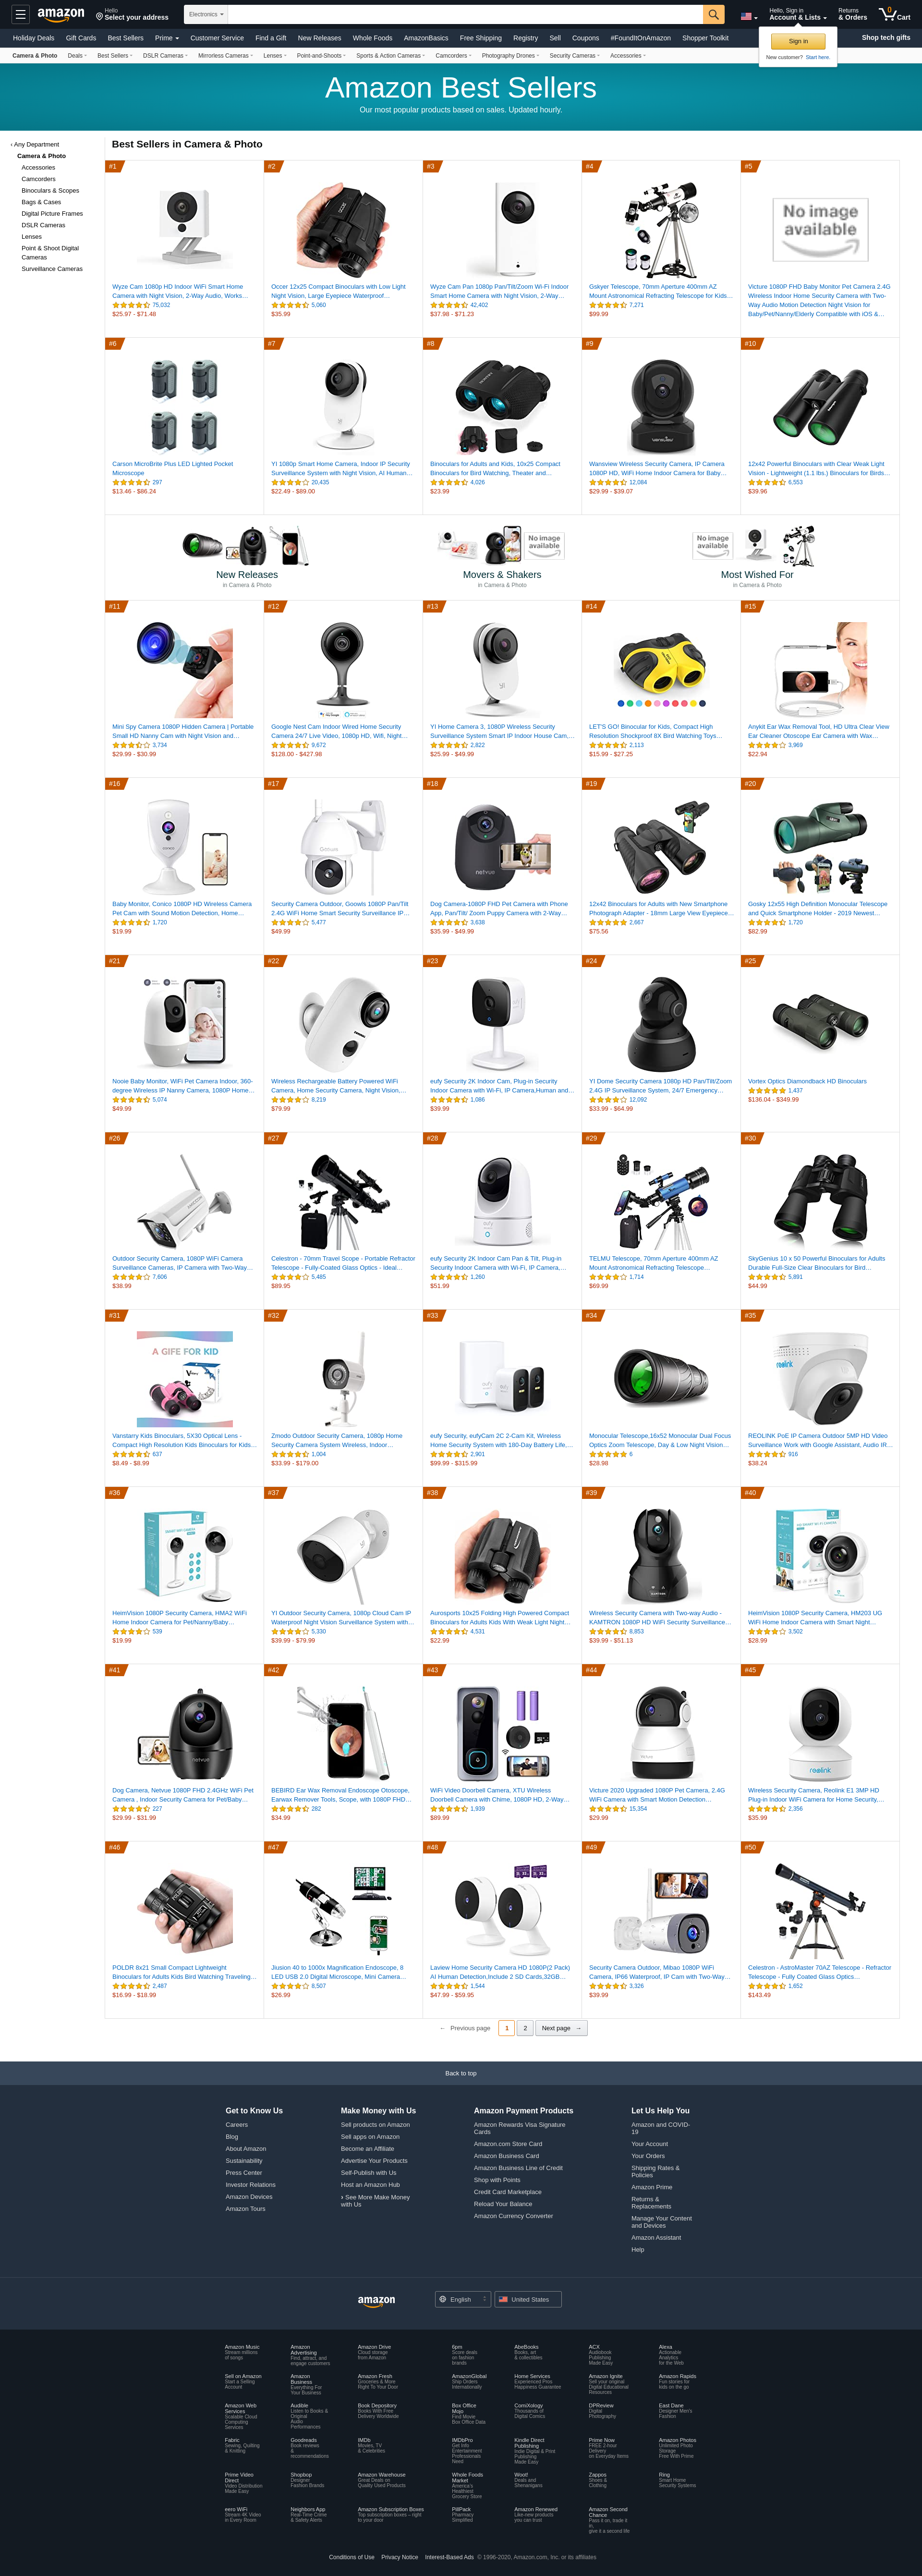 amazon
Hello
Select your address
Electronics
Hello, Sign in
Account & Lists
Returns
& Orders
0
Cart
Holiday Deals Gift Cards Best Sellers Prime Customer Service Find a Gift New Releases Whole Foods AmazonBasics Free Shipping Registry Sell Coupons #FoundItOnAmazon Shopper Toolkit
Shop tech gifts
Sign in
New customer? Start here.
Camera & Photo Deals Best Sellers DSLR Cameras Mirrorless Cameras Lenses Point-and-Shoots Sports & Action Cameras Camcorders Photography Drones Security Cameras Accessories
Amazon Best Sellers
Our most popular products based on sales. Updated hourly.
‹ Any Department
Camera & Photo
Accessories
Camcorders
Binoculars & Scopes
Bags & Cases
Digital Picture Frames
DSLR Cameras
Lenses
Point & Shoot Digital
Cameras
Surveillance Cameras
Best Sellers in Camera & Photo
#1
Wyze Cam 1080p HD Indoor WiFi Smart Home
Camera with Night Vision, 2-Way Audio, Works…
75,032
$25.97 - $71.48
#2
Occer 12x25 Compact Binoculars with Low Light
Night Vision, Large Eyepiece Waterproof…
5,060
$35.99
#3
Wyze Cam Pan 1080p Pan/Tilt/Zoom Wi-Fi Indoor
Smart Home Camera with Night Vision, 2-Way…
42,402
$37.98 - $71.23
#4
Gskyer Telescope, 70mm Aperture 400mm AZ
Mount Astronomical Refracting Telescope for Kids…
7,271
$99.99
#5
No image
available
Victure 1080P FHD Baby Monitor Pet Camera 2.4G
Wireless Indoor Home Security Camera with Two-
Way Audio Motion Detection Night Vision for
Baby/Pet/Nanny/Elderly Compatible with iOS &…
#6
Carson MicroBrite Plus LED Lighted Pocket
Microscope
297
$13.46 - $86.24
#7
YI 1080p Smart Home Camera, Indoor IP Security
Surveillance System with Night Vision, AI Human…
20,435
$22.49 - $89.00
#8
Binoculars for Adults and Kids, 10x25 Compact
Binoculars for Bird Watching, Theater and…
4,026
$23.99
#9
Wansview Wireless Security Camera, IP Camera
1080P HD, WiFi Home Indoor Camera for Baby…
12,084
$29.99 - $39.07
#10
12x42 Powerful Binoculars with Clear Weak Light
Vision - Lightweight (1.1 lbs.) Binoculars for Birds…
6,553
$39.96
New Releases
in Camera & Photo
No image
available
Movers & Shakers
in Camera & Photo
No image
available
Most Wished For
in Camera & Photo
#11
Mini Spy Camera 1080P Hidden Camera | Portable
Small HD Nanny Cam with Night Vision and…
3,734
$29.99 - $30.99
#12
Google Nest Cam Indoor Wired Home Security
Camera 24/7 Live Video, 1080p HD, Wifi, Night…
9,672
$128.00 - $427.98
#13
YI Home Camera 3, 1080P Wireless Security
Surveillance System Smart IP Indoor House Cam,…
2,822
$25.99 - $49.99
#14
LET'S GO! Binocular for Kids, Compact High
Resolution Shockproof 8X Bird Watching Toys…
2,113
$15.99 - $27.25
#15
Anykit Ear Wax Removal Tool, HD Ultra Clear View
Ear Cleaner Otoscope Ear Camera with Wax…
3,969
$22.94
#16
Baby Monitor, Conico 1080P HD Wireless Camera
Pet Cam with Sound Motion Detection, Home…
1,720
$19.99
#17
Security Camera Outdoor, Goowls 1080P Pan/Tilt
2.4G WiFi Home Smart Security Surveillance IP…
5,477
$49.99
#18
netvue
Dog Camera-1080P FHD Pet Camera with Phone
App, Pan/Tilt/ Zoom Puppy Camera with 2-Way…
3,638
$35.99 - $49.99
#19
12x42 Binoculars for Adults with New Smartphone
Photograph Adapter - 18mm Large View Eyepiece…
2,667
$75.56
#20
Gosky 12x55 High Definition Monocular Telescope
and Quick Smartphone Holder - 2019 Newest…
1,720
$82.99
#21
Nooie Baby Monitor, WiFi Pet Camera Indoor, 360-
degree Wireless IP Nanny Camera, 1080P Home…
5,074
$49.99
#22
Wireless Rechargeable Battery Powered WiFi
Camera, Home Security Camera, Night Vision,…
8,219
$79.99
#23
eufy Security 2K Indoor Cam, Plug-in Security
Indoor Camera with Wi-Fi, IP Camera,Human and…
1,086
$39.99
#24
YI Dome Security Camera 1080p HD Pan/Tilt/Zoom
2.4G IP Surveillance System, 24/7 Emergency…
12,092
$33.99 - $64.99
#25
Vortex Optics Diamondback HD Binoculars
1,437
$136.04 - $349.99
#26
Outdoor Security Camera, 1080P WiFi Camera
Surveillance Cameras, IP Camera with Two-Way…
7,606
$38.99
#27
Celestron - 70mm Travel Scope - Portable Refractor
Telescope - Fully-Coated Glass Optics - Ideal…
5,485
$89.95
#28
eufy
eufy Security 2K Indoor Cam Pan & Tilt, Plug-in
Security Indoor Camera with Wi-Fi, IP Camera,…
1,260
$51.99
#29
TELMU Telescope, 70mm Aperture 400mm AZ
Mount Astronomical Refracting Telescope…
1,714
$69.99
#30
SkyGenius 10 x 50 Powerful Binoculars for Adults
Durable Full-Size Clear Binoculars for Bird…
5,891
$44.99
#31
A GIFE FOR KID
Vanstarry Kids Binoculars, 5X30 Optical Lens -
Compact High Resolution Kids Binoculars for Kids…
637
$8.49 - $8.99
#32
Zmodo Outdoor Security Camera, 1080p Home
Security Camera System Wireless, Indoor…
1,004
$33.99 - $179.00
#33
eufy Security, eufyCam 2C 2-Cam Kit, Wireless
Home Security System with 180-Day Battery Life,…
2,901
$99.99 - $315.99
#34
Monocular Telescope,16x52 Monocular Dual Focus
Optics Zoom Telescope, Day & Low Night Vision…
6
$28.98
#35
reolink
REOLINK PoE IP Camera Outdoor 5MP HD Video
Surveillance Work with Google Assistant, Audio IR…
916
$38.24
#36
HeimVision 1080P Security Camera, HMA2 WiFi
Home Indoor Camera for Pet/Nanny/Baby…
539
$19.99
#37
YI Outdoor Security Camera, 1080p Cloud Cam IP
Waterproof Night Vision Surveillance System with…
5,330
$39.99 - $79.99
#38
Aurosports 10x25 Folding High Powered Compact
Binoculars for Adults Kids With Weak Light Night…
4,531
$22.99
#39
Wireless Security Camera with Two-way Audio -
KAMTRON 1080P HD WiFi Security Surveillance…
8,853
$39.99 - $51.13
#40
HeimVision 1080P Security Camera, HM203 UG
WiFi Home Indoor Camera with Smart Night…
3,502
$28.99
#41
netvue
Dog Camera, Netvue 1080P FHD 2.4GHz WiFi Pet
Camera , Indoor Security Camera for Pet/Baby…
227
$29.99 - $31.99
#42
BEBIRD Ear Wax Removal Endoscope Otoscope,
Earwax Remover Tools, Scope, with 1080P FHD…
282
$34.99
#43
WiFi Video Doorbell Camera, XTU Wireless
Doorbell Camera with Chime, 1080P HD, 2-Way…
1,939
$89.99
#44
Victure 2020 Upgraded 1080P Pet Camera, 2.4G
WiFi Camera with Smart Motion Detection…
15,354
$29.99
#45
reolink
Wireless Security Camera, Reolink E1 3MP HD
Plug-in Indoor WiFi Camera for Home Security,…
2,356
$35.99
#46
POLDR 8x21 Small Compact Lightweight
Binoculars for Adults Kids Bird Watching Traveling…
2,487
$16.99 - $18.99
#47
Jiusion 40 to 1000x Magnification Endoscope, 8
LED USB 2.0 Digital Microscope, Mini Camera…
8,507
$26.99
#48
Laview Home Security Camera HD 1080P(2 Pack)
AI Human Detection,Include 2 SD Cards,32GB…
1,544
$47.99 - $59.95
#49
Security Camera Outdoor, Mibao 1080P WiFi
Camera, IP66 Waterproof, IP Cam with Two-Way…
3,326
$39.99
#50
Celestron - AstroMaster 70AZ Telescope - Refractor
Telescope - Fully Coated Glass Optics…
1,652
$143.49
← Previous page 1 2 Next page →
Back to top
Get to Know Us
Careers
Blog
About Amazon
Sustainability
Press Center
Investor Relations
Amazon Devices
Amazon Tours
Make Money with Us
Sell products on Amazon
Sell apps on Amazon
Become an Affiliate
Advertise Your Products
Self-Publish with Us
Host an Amazon Hub
› See More Make Money
with Us
Amazon Payment Products
Amazon Rewards Visa Signature
Cards
Amazon.com Store Card
Amazon Business Card
Amazon Business Line of Credit
Shop with Points
Credit Card Marketplace
Reload Your Balance
Amazon Currency Converter
Let Us Help You
Amazon and COVID-
19
Your Account
Your Orders
Shipping Rates &
Policies
Amazon Prime
Returns &
Replacements
Manage Your Content
and Devices
Amazon Assistant
Help
amazon
English
United States
Amazon Music
Stream millions
of songs
Amazon
Advertising
Find, attract, and
engage customers
Amazon Drive
Cloud storage
from Amazon
6pm
Score deals
on fashion
brands
AbeBooks
Books, art
& collectibles
ACX
Audiobook
Publishing
Made Easy
Alexa
Actionable
Analytics
for the Web
Sell on Amazon
Start a Selling
Account
Amazon
Business
Everything For
Your Business
Amazon Fresh
Groceries & More
Right To Your Door
AmazonGlobal
Ship Orders
Internationally
Home Services
Experienced Pros
Happiness Guarantee
Amazon Ignite
Sell your original
Digital Educational
Resources
Amazon Rapids
Fun stories for
kids on the go
Amazon Web
Services
Scalable Cloud
Computing
Services
Audible
Listen to Books &
Original
Audio
Performances
Book Depository
Books With Free
Delivery Worldwide
Box Office
Mojo
Find Movie
Box Office Data
ComiXology
Thousands of
Digital Comics
DPReview
Digital
Photography
East Dane
Designer Men's
Fashion
Fabric
Sewing, Quilting
& Knitting
Goodreads
Book reviews
&
recommendations
IMDb
Movies, TV
& Celebrities
IMDbPro
Get Info
Entertainment
Professionals
Need
Kindle Direct
Publishing
Indie Digital & Print
Publishing
Made Easy
Prime Now
FREE 2-hour
Delivery
on Everyday Items
Amazon Photos
Unlimited Photo
Storage
Free With Prime
Prime Video
Direct
Video Distribution
Made Easy
Shopbop
Designer
Fashion Brands
Amazon Warehouse
Great Deals on
Quality Used Products
Whole Foods
Market
America's
Healthiest
Grocery Store
Woot!
Deals and
Shenanigans
Zappos
Shoes &
Clothing
Ring
Smart Home
Security Systems
eero WiFi
Stream 4K Video
in Every Room
Neighbors App
Real-Time Crime
& Safety Alerts
Amazon Subscription Boxes
Top subscription boxes – right
to your door
PillPack
Pharmacy
Simplified
Amazon Renewed
Like-new products
you can trust
Amazon Second
Chance
Pass it on, trade it
in,
give it a second life
Conditions of Use Privacy Notice Interest-Based Ads © 1996-2020, Amazon.com, Inc. or its affiliates